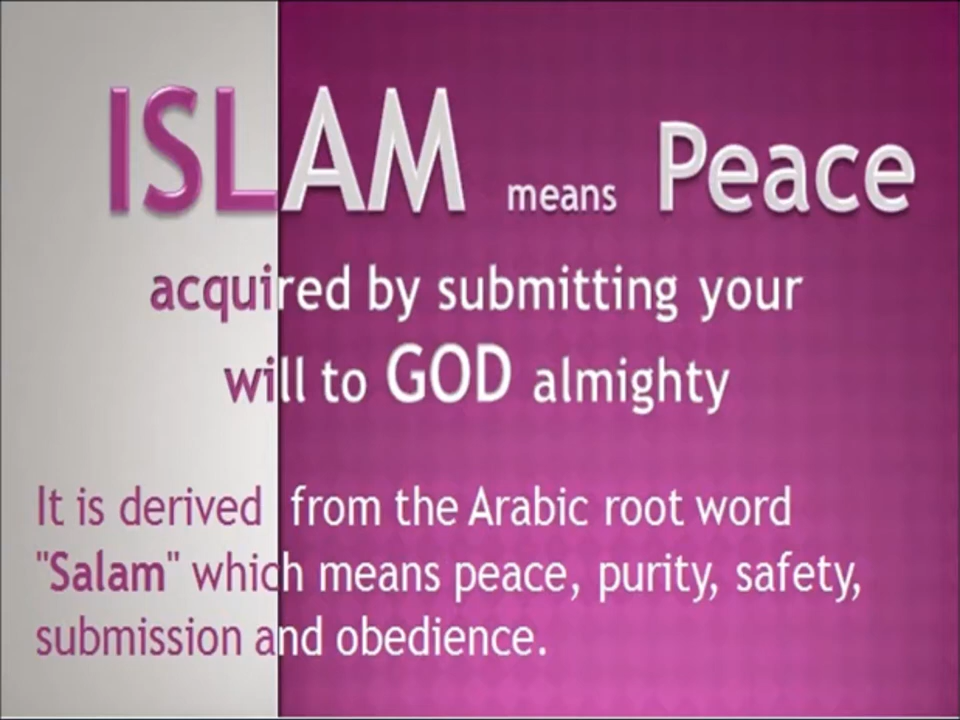 ISLAM means Peace
acquired by submitting your
will to GOD almighty
It is derived from the Arabic root word
"Salam" which means peace, purity, safety,
submission and obedience.